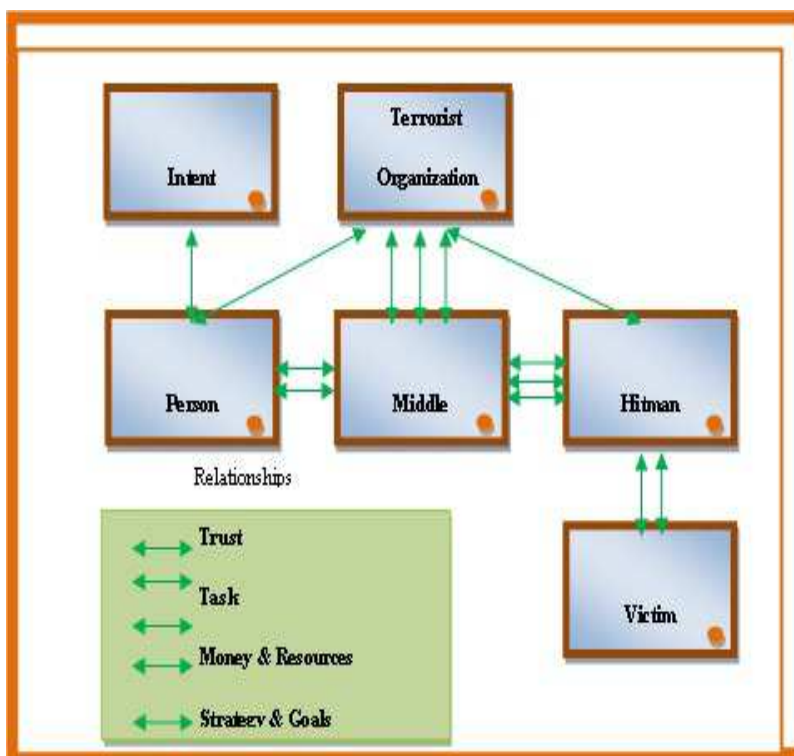 Terrorist
Intent
Organization
Person
Middle
Hitman
Relationships
Trust
Task
Victim
Money & Resources
Strategy & Goals